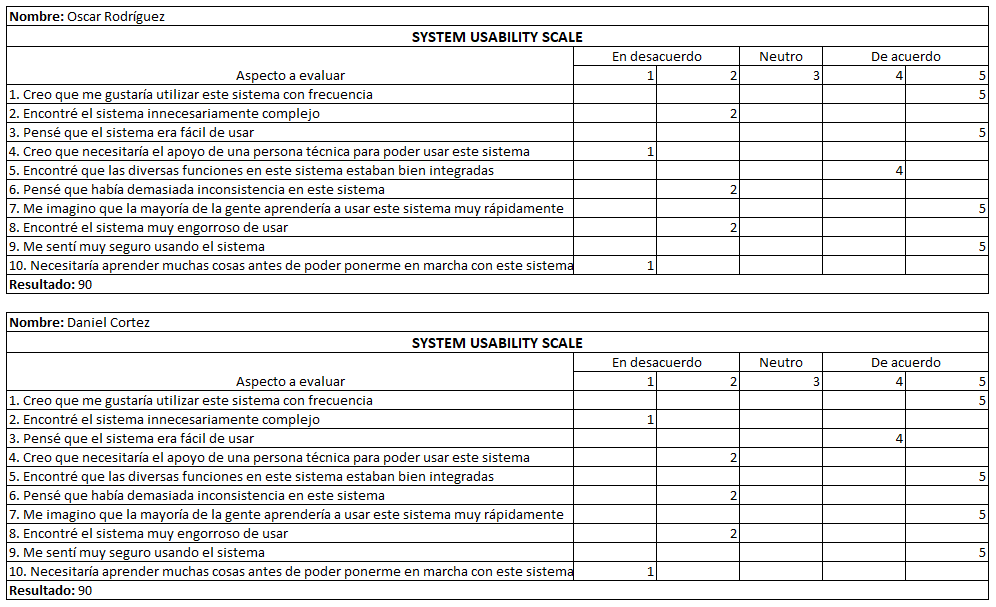 Nombre: Oscar Rodríguez
SYSTEM USABILITY SCALE
En desacuerdo Neutro De acuerdo
Aspecto a evaluar 1 2 3 4 5
1. Creo que me gustaría utilizar este sistema con frecuencia 5
2. Encontré el sistema innecesariamente complejo 2
3. Pensé que el sistema era fácil de usar 5
4. Creo que necesitaría el apoyo de una persona técnica para poder usar este sistema 1
5. Encontré que las diversas funciones en este sistema estaban bien integradas 4
6. Pensé que había demasiada inconsistencia en este sistema 2
7. Me imagino que la mayoría de la gente aprendería a usar este sistema muy rápidamente 5
8. Encontré el sistema muy engorroso de usar 2
9. Me sentí muy seguro usando el sistema 5
10. Necesitaría aprender muchas cosas antes de poder ponerme en marcha con este sistema 1
Resultado: 90
Nombre: Daniel Cortez
SYSTEM USABILITY SCALE
En desacuerdo Neutro De acuerdo
Aspecto a evaluar 1 2 3 4 5
1. Creo que me gustaría utilizar este sistema con frecuencia 5
2. Encontré el sistema innecesariamente complejo 1
3. Pensé que el sistema era fácil de usar 4
4. Creo que necesitaría el apoyo de una persona técnica para poder usar este sistema 2
5. Encontré que las diversas funciones en este sistema estaban bien integradas 5
6. Pensé que había demasiada inconsistencia en este sistema 2
7. Me imagino que la mayoría de la gente aprendería a usar este sistema muy rápidamente 5
8. Encontré el sistema muy engorroso de usar 2
9. Me sentí muy seguro usando el sistema 5
10. Necesitaría aprender muchas cosas antes de poder ponerme en marcha con este sistema 1
Resultado: 90